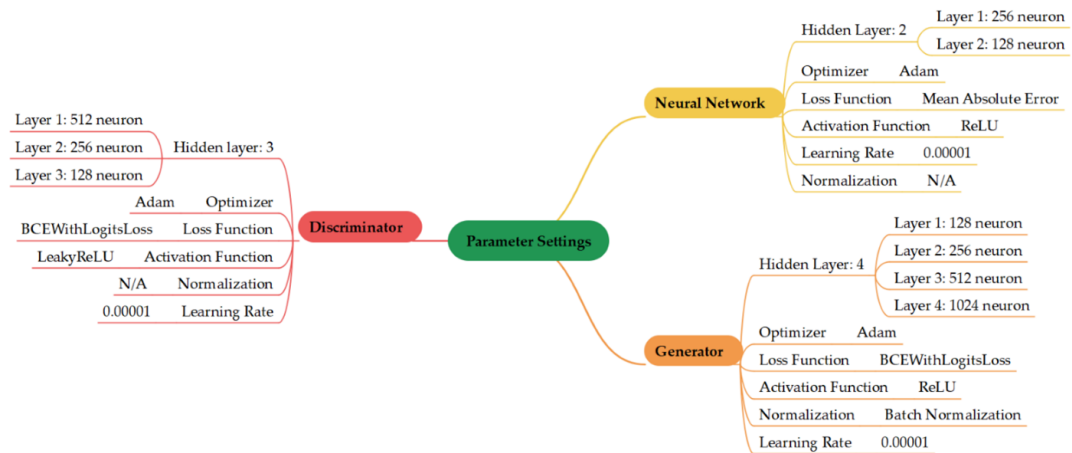 Parameter Settings
Neural Network
Hidden Layer: 2
Layer 1: 256 neuron
Layer 2: 128 neuron
Optimizer Adam
Loss Function Mean Absolute Error
Activation Function ReLU
Learning Rate 0.00001
Normalization N/A
Discriminator
Hidden layer: 3
Layer 1: 512 neuron
Layer 2: 256 neuron
Layer 3: 128 neuron
Adam Optimizer
BCEWithLogitsLoss Loss Function
LeakyReLU Activation Function
N/A Normalization
0.00001 Learning Rate
Generator
Hidden Layer: 4
Layer 1: 128 neuron
Layer 2: 256 neuron
Layer 3: 512 neuron
Layer 4: 1024 neuron
Optimizer Adam
Loss Function BCEWithLogitsLoss
Activation Function ReLU
Normalization Batch Normalization
Learning Rate 0.00001